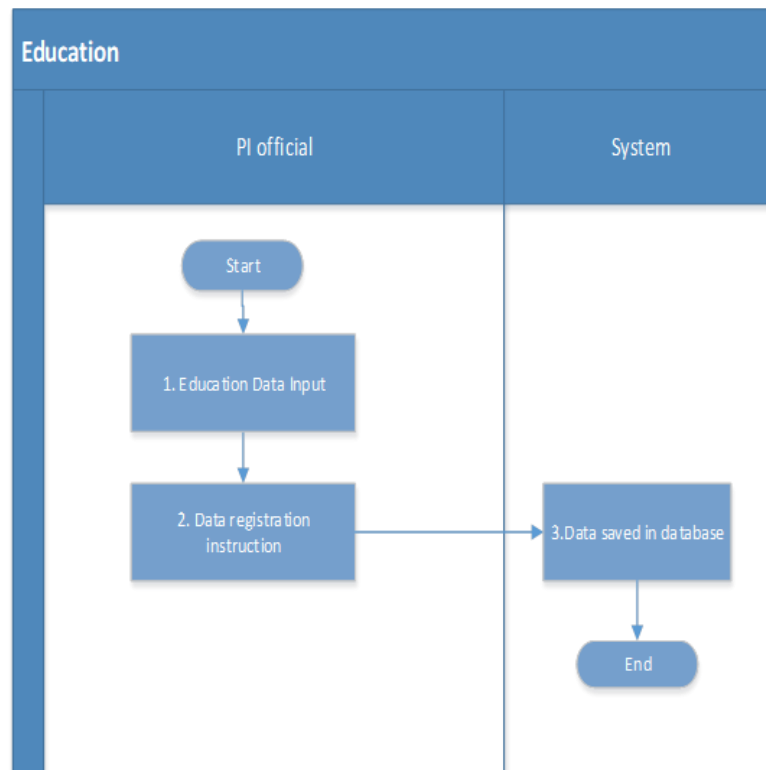 Education
PI official
System
Start
1. Education Data Input
2. Data registration
instruction
3.Data saved in database
End